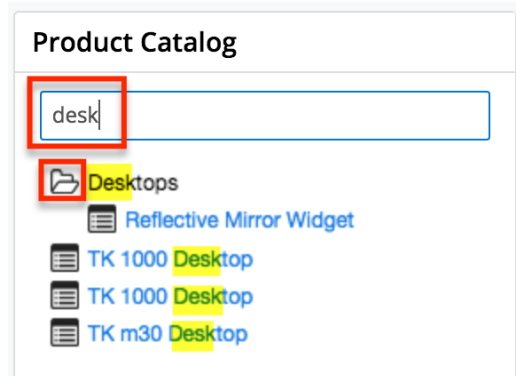 Product Catalog
desk
Desktops
Reflective Mirror Widget
TK 1000 Desktop
TK 1000 Desktop
TK m30 Desktop